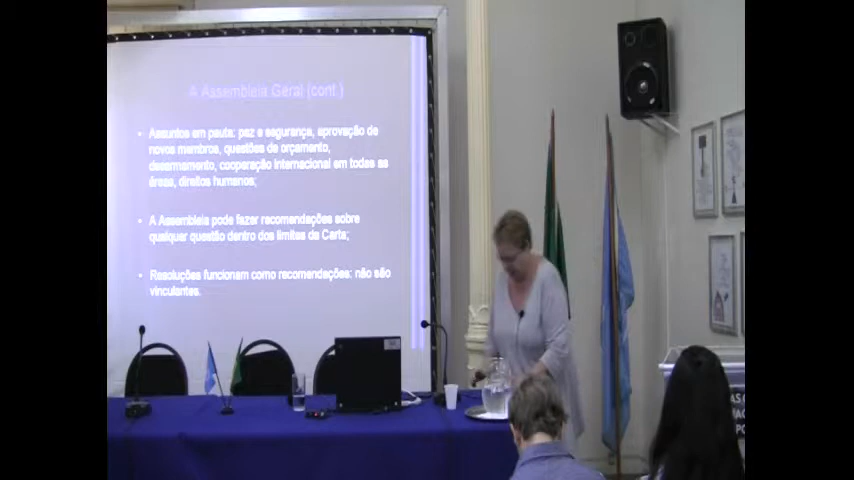 A Assembleia Geral (cont.)
• Assuntos em pauta: paz e segurança, aprovação de
novos membros, questões de orçamento,
desarmamento, cooperação internacional em todas as
áreas, direitos humanos;
• A Assembleia pode fazer recomendações sobre
qualquer questão dentro dos limites da Carta;
• Resoluções funcionam como recomendações: não são
vinculantes.